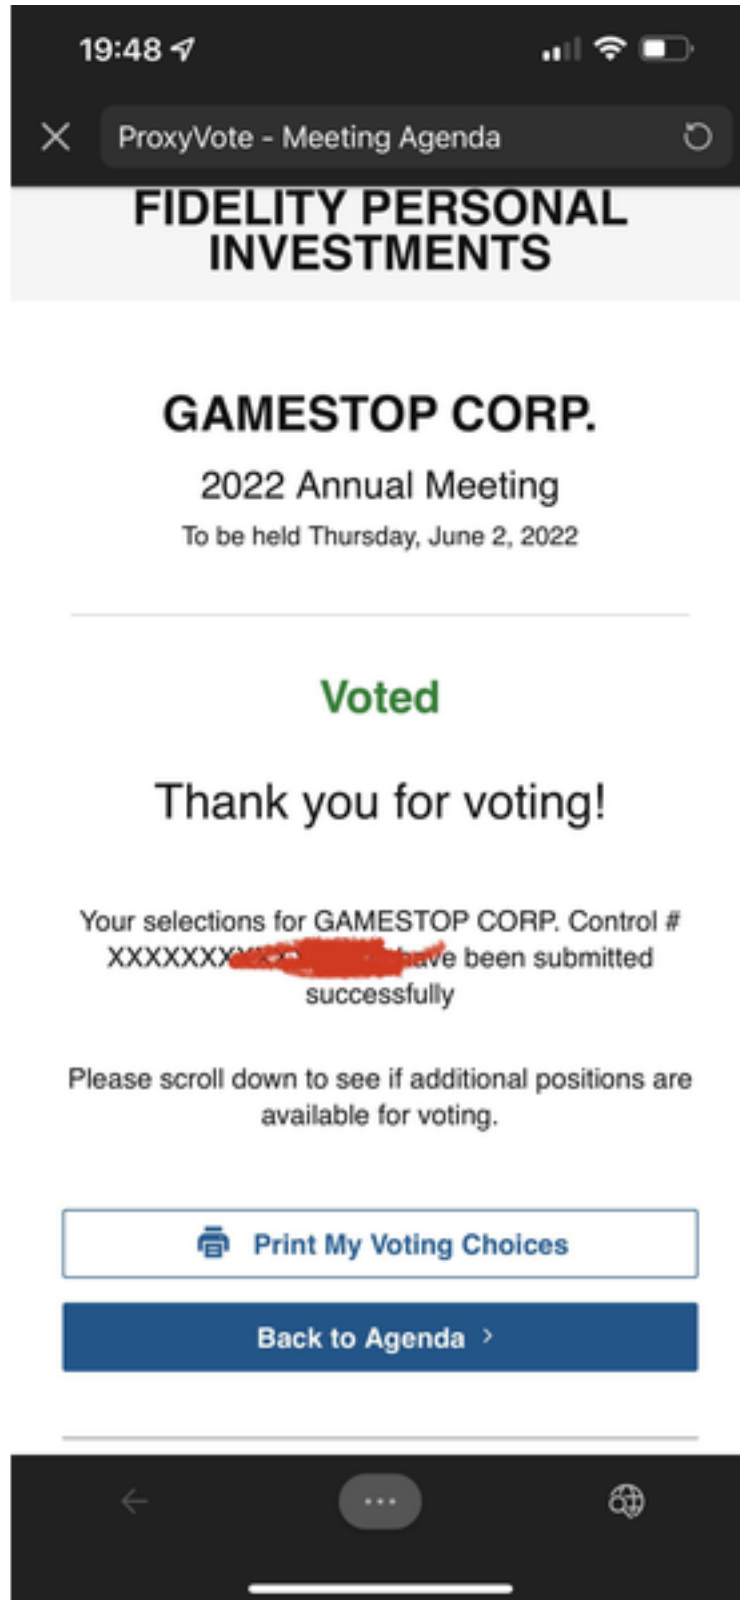 19:48
ProxyVote - Meeting Agenda
FIDELITY PERSONAL
INVESTMENTS
GAMESTOP CORP.
2022 Annual Meeting
To be held Thursday, June 2, 2022
Voted
Thank you for voting!
Your selections for GAMESTOP CORP. Control #
XXXXXXX have been submitted
successfully
Please scroll down to see if additional positions are
available for voting.
Print My Voting Choices
Back to Agenda >